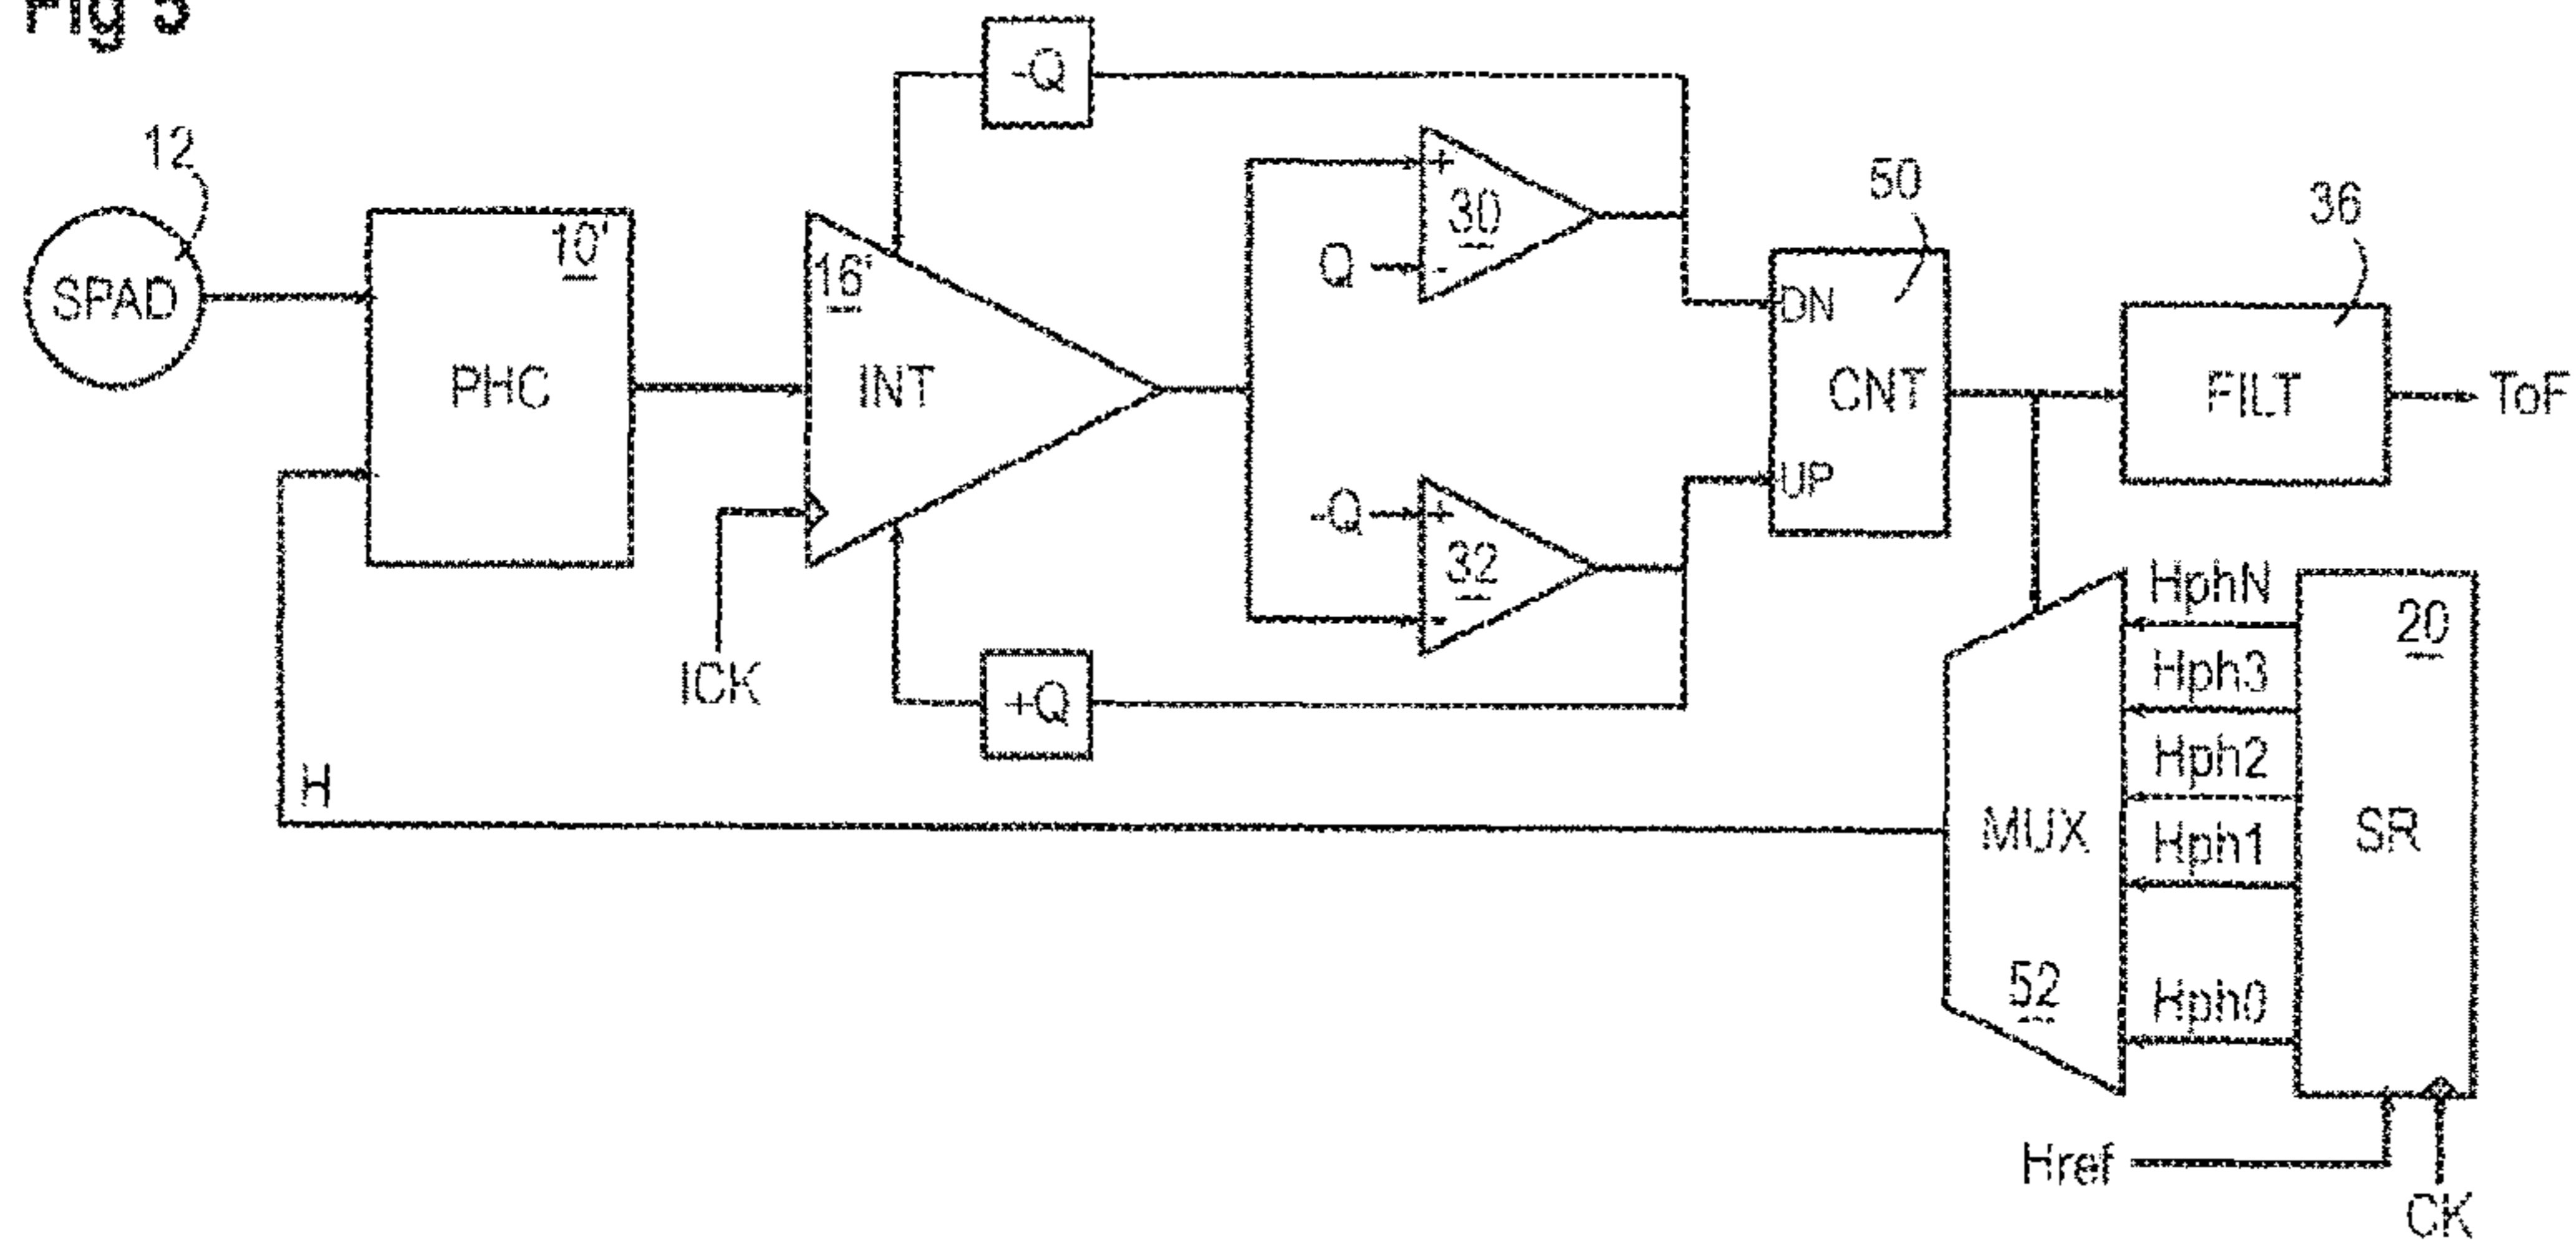 Fig 5
-Q
12
SPAD
10'
PHC
16'
INT
ICK
+
30
Q
-
-Q
+
32
-
+Q
50
DN
CNT
UP
36
FILT
ToF
HphN
Hph3
Hph2
Hph1
Hph0
20
SR
MUX
52
H
Href
CK